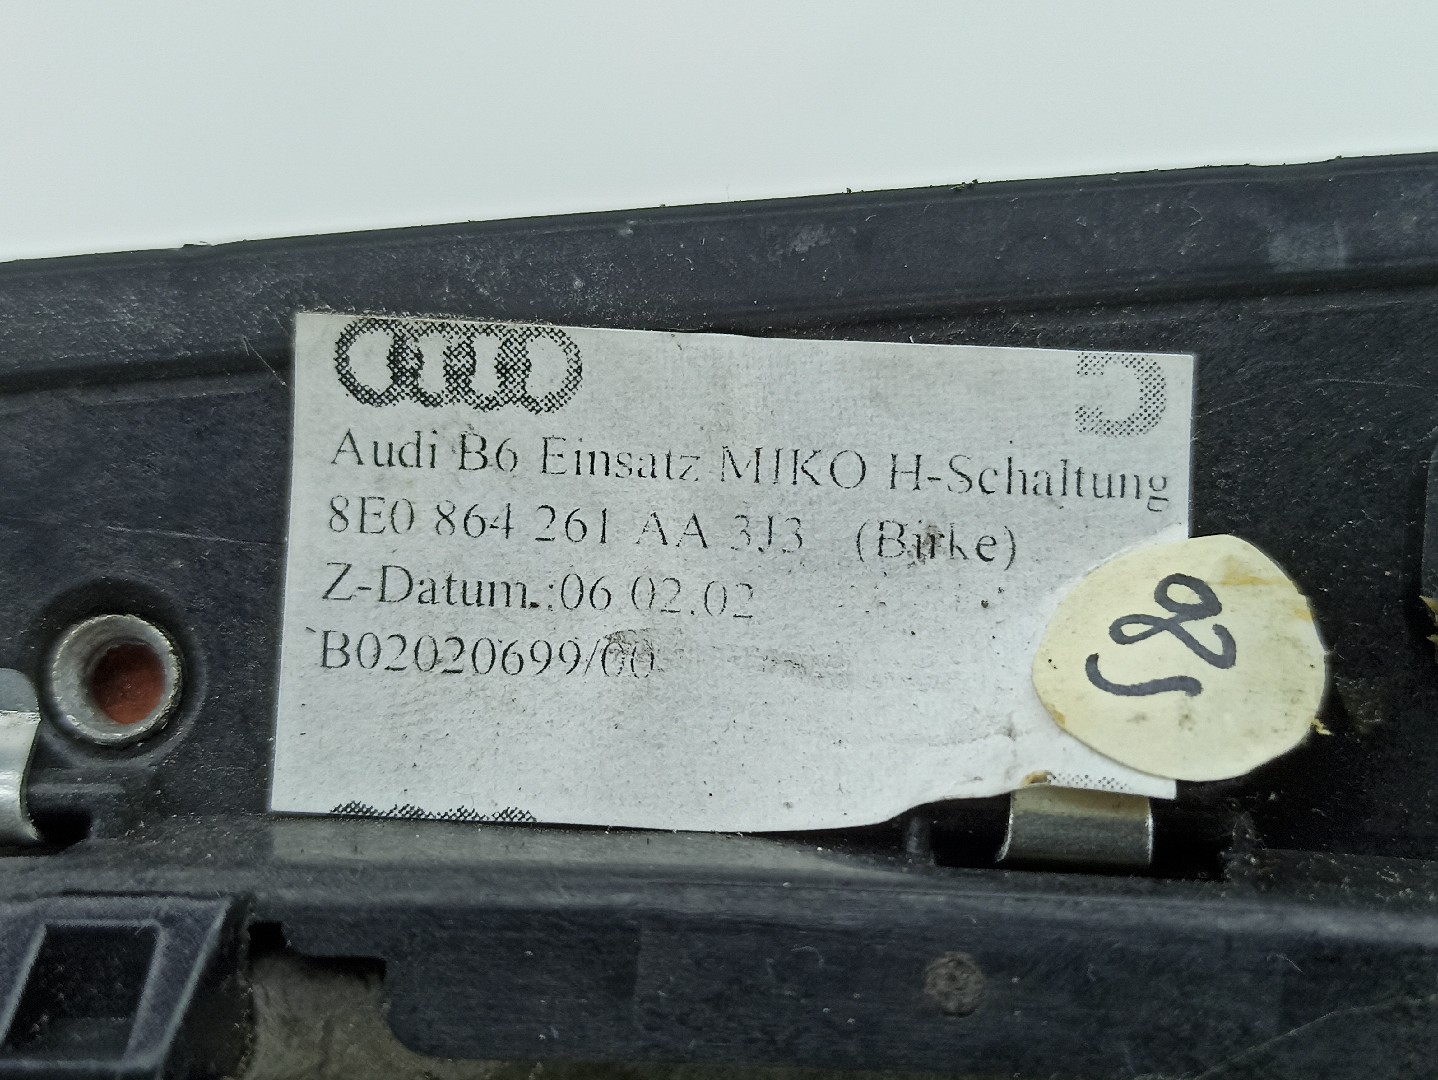 Audi B6 Einsatz MIKO H-Schaltung
8E0 864 261 AA 3J3 (Birke)
Z-Datum.:06.02.02
B02020699/00